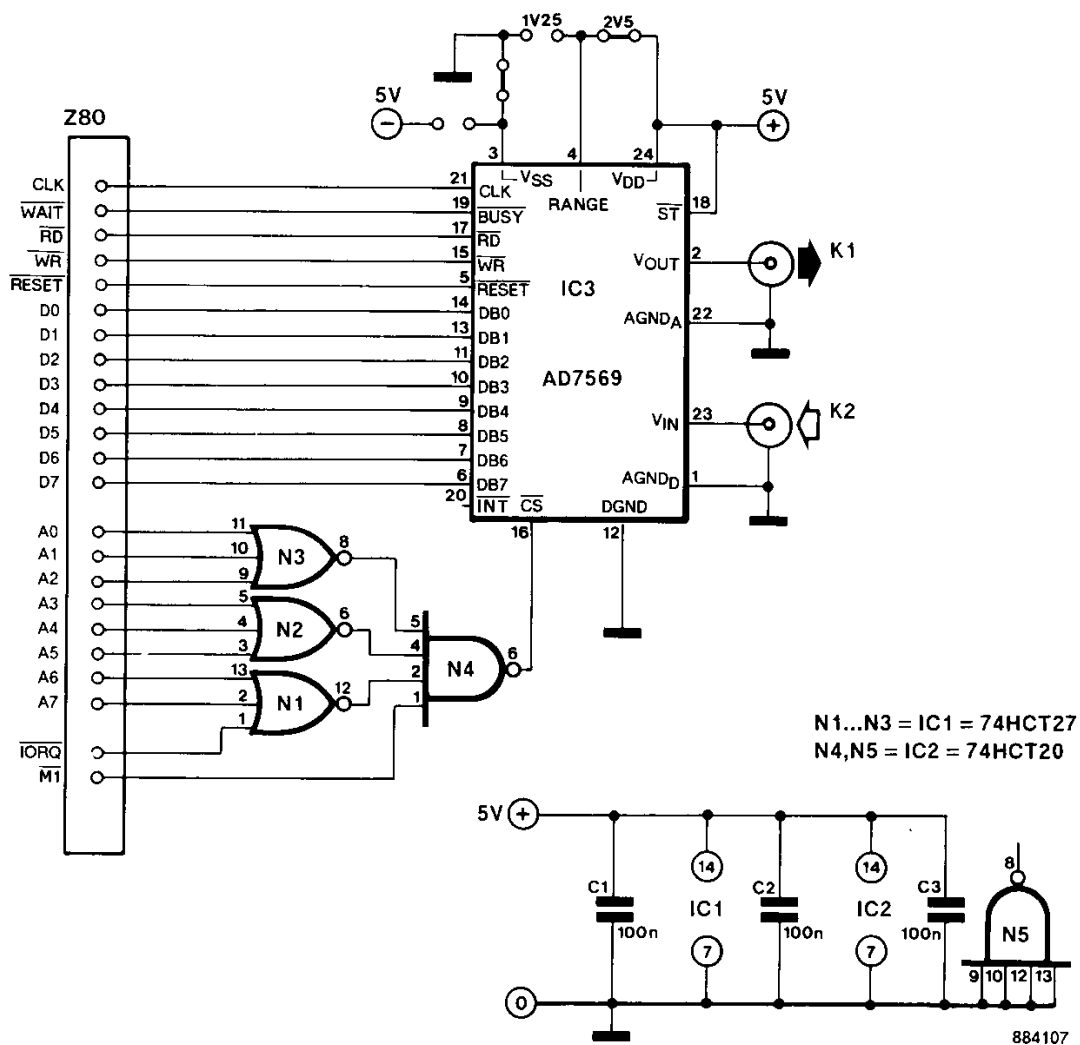 1V25
2V5
5V
−
5V
+
Z80
3
4
24
VSS
RANGE
VDD
CLK
21
CLK
WAIT
19
BUSY
RD
17
RD
WR
15
WR
RESET
5
RESET
D0
14
DB0
D1
13
DB1
D2
11
DB2
D3
10
DB3
D4
9
DB4
D5
8
DB5
D6
7
DB6
D7
6
DB7
20
INT
CS
DGND
16
12
ST
18
VOUT
2
K1
IC3
AGNDA
22
AD7569
VIN
23
K2
AGNDD
1
A0
11
A1
10
N3
8
A2
9
A3
5
A4
4
N2
6
A5
3
A6
13
A7
2
N1
12
1
IORQ
M1
5
4
2
1
N4
6
N1...N3 = IC1 = 74HCT27
N4,N5 = IC2 = 74HCT20
5V
+
C1
100n
14
IC1
7
C2
100n
14
IC2
7
C3
100n
8
N5
9
10
12
13
0
884107